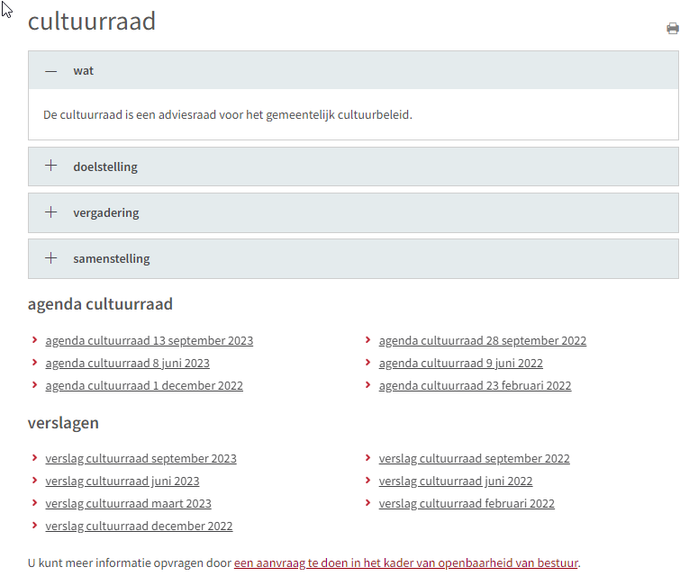 cultuurraad
wat
De cultuurraad is een adviesraad voor het gemeentelijk cultuurbeleid.
doelstelling
vergadering
samenstelling
agenda cultuurraad
agenda cultuurraad 13 september 2023
agenda cultuurraad 8 juni 2023
agenda cultuurraad 1 december 2022
agenda cultuurraad 28 september 2022
agenda cultuurraad 9 juni 2022
agenda cultuurraad 23 februari 2022
verslagen
verslag cultuurraad september 2023
verslag cultuurraad juni 2023
verslag cultuurraad maart 2023
verslag cultuurraad december 2022
verslag cultuurraad september 2022
verslag cultuurraad juni 2022
verslag cultuurraad februari 2022
U kunt meer informatie opvragen door een aanvraag te doen in het kader van openbaarheid van bestuur.